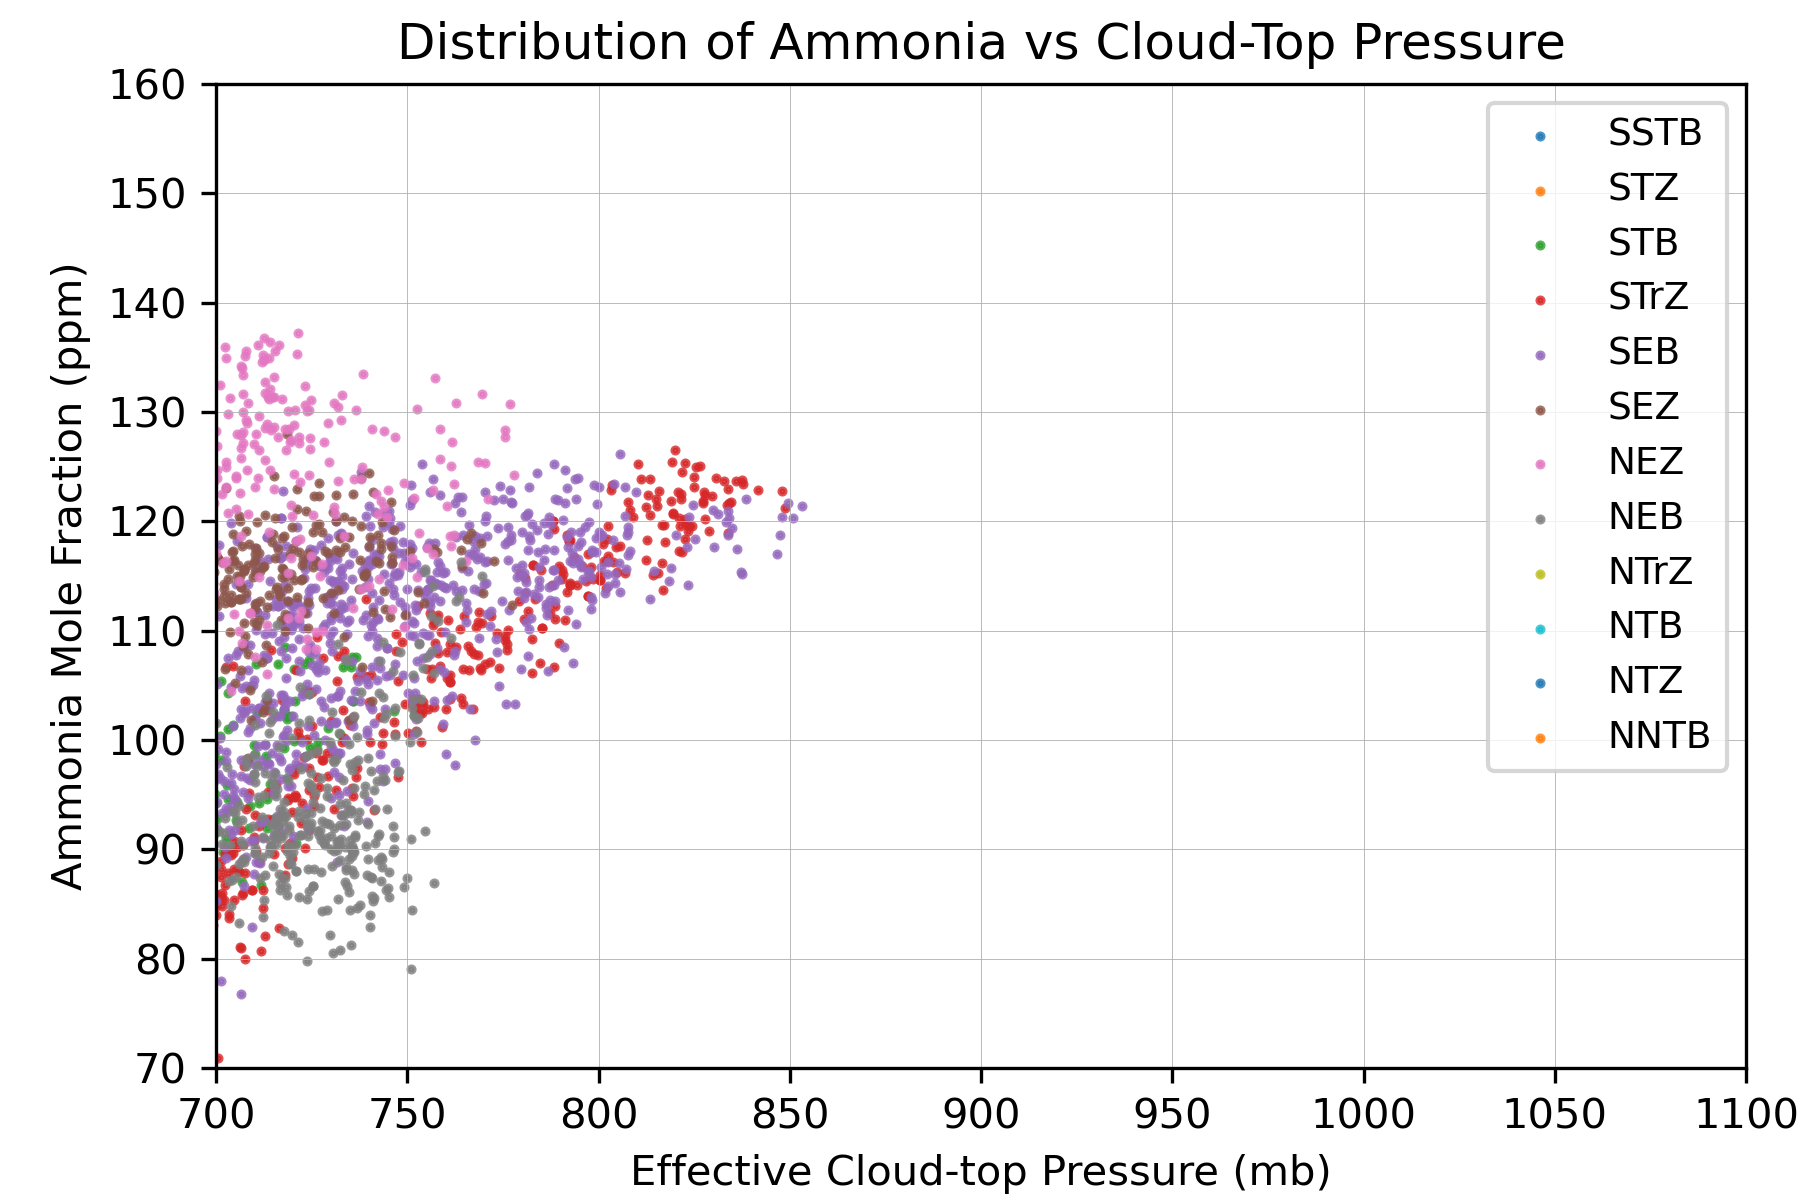 Distribution of Ammonia vs Cloud-Top Pressure
160
150
140
130
120
110
100
90
80
70
Ammonia Mole Fraction (ppm)
700 750 800 850 900 950 1000 1050 1100
Effective Cloud-top Pressure (mb)
SSTB
STZ
STB
STrZ
SEB
SEZ
NEZ
NEB
NTrZ
NTB
NTZ
NNTB